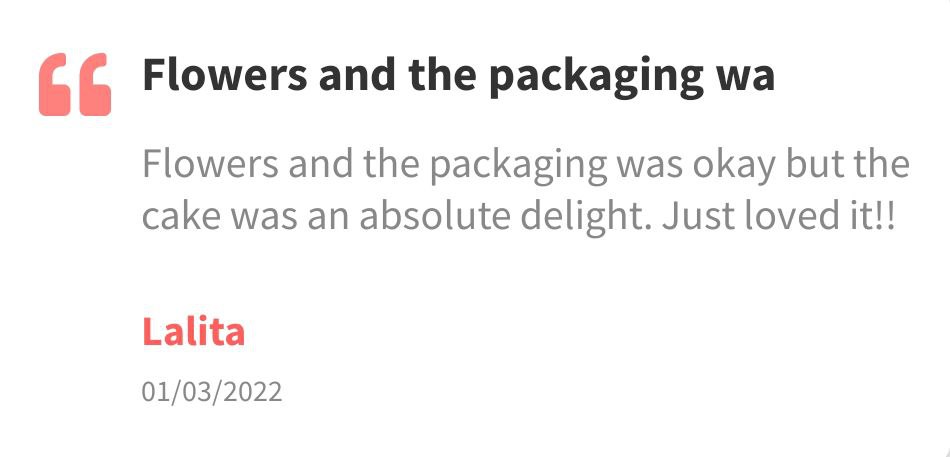 Flowers and the packaging wa
Flowers and the packaging was okay but the
cake was an absolute delight. Just loved it!!
Lalita
01/03/2022